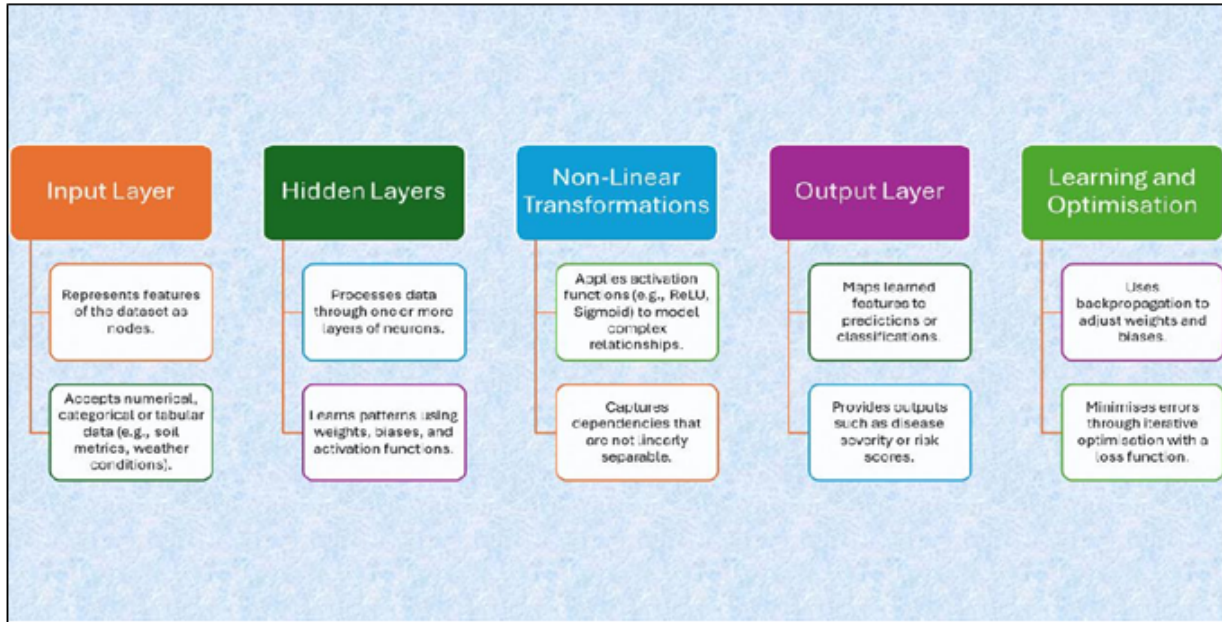 Input Layer
Represents features
of the dataset as
nodes.
Accepts numerical,
categorical or tabular
data (e.g., soil
metrics, weather
conditions).
Hidden Layers
Processes data
through one or more
layers of neurons.
Learns patterns using
weights, biases, and
activation functions.
Non-Linear
Transformations
Applies activation
functions (e.g., ReLU,
Sigmoid) to model
complex
relationships.
Captures
dependencies that
are not linearly
separable.
Output Layer
Maps learned
features to
predictions or
classifications.
Provides outputs
such as disease
severity or risk
scores.
Learning and
Optimisation
Uses
backpropagation to
adjust weights and
biases.
Minimises errors
through iterative
optimisation with a
loss function.